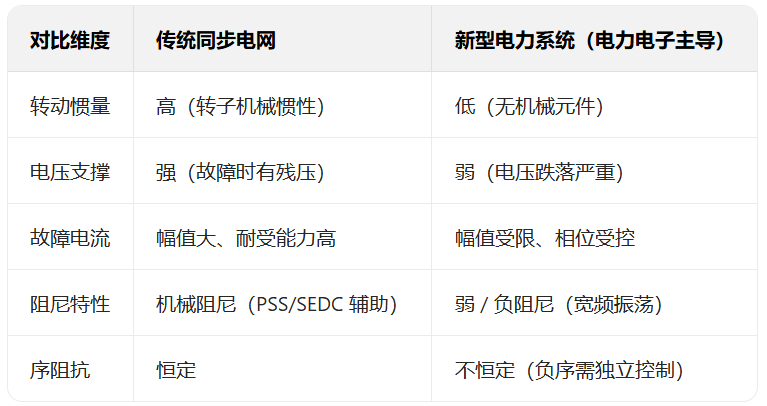 对比维度 传统同步电网 新型电力系统（电力电子主导）
转动惯量 高（转子机械惯性） 低（无机械元件）
电压支撑 强（故障时有残压） 弱（电压跌落严重）
故障电流 幅值大、耐受能力高 幅值受限、相位受控
阻尼特性 机械阻尼（PSS/SEDC 辅助） 弱 / 负阻尼（宽频振荡）
序阻抗 恒定 不恒定（负序需独立控制）